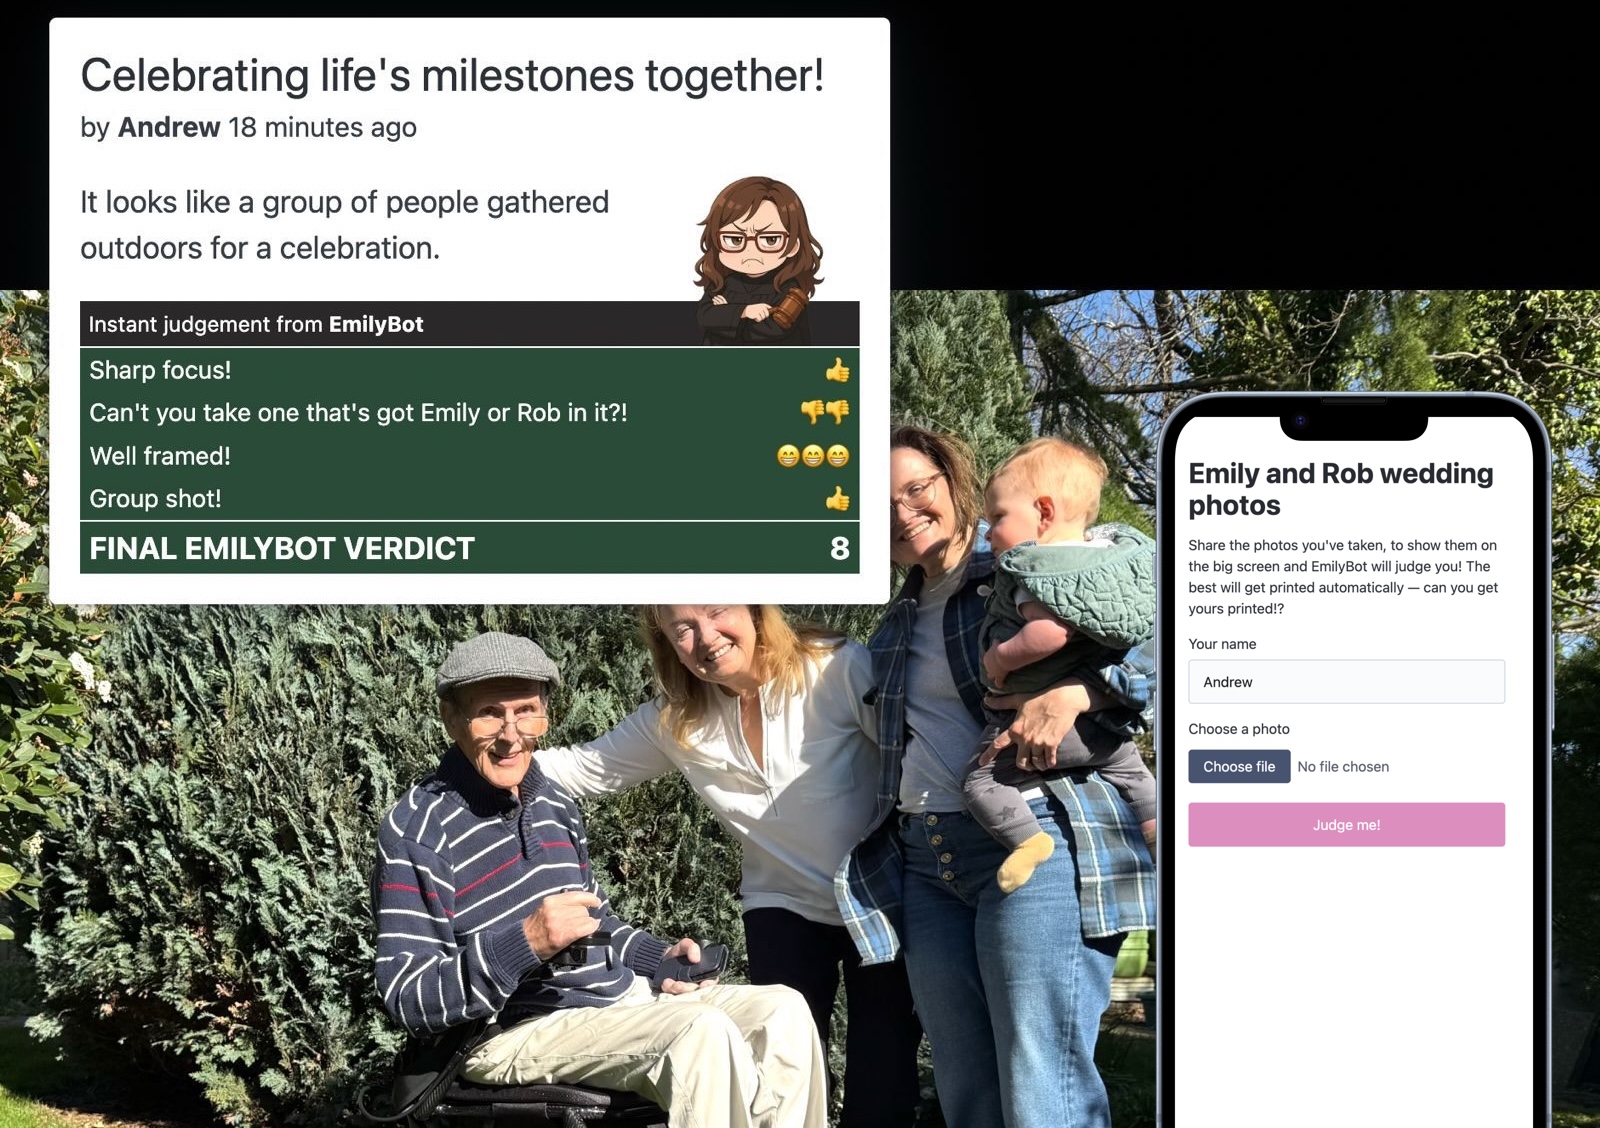 Celebrating life's milestones together!
by Andrew 18 minutes ago
It looks like a group of people gathered
outdoors for a celebration.
Instant judgement from EmilyBot
Sharp focus! 👍
Can't you take one that's got Emily or Rob in it?! 👎👎
Well framed! 😁😁😁
Group shot! 👍
FINAL EMILYBOT VERDICT 8
Emily and Rob wedding
photos
Share the photos you've taken, to show them on
the big screen and EmilyBot will judge you! The
best will get printed automatically — can you get
yours printed!?
Your name
Andrew
Choose a photo
Choose file No file chosen
Judge me!